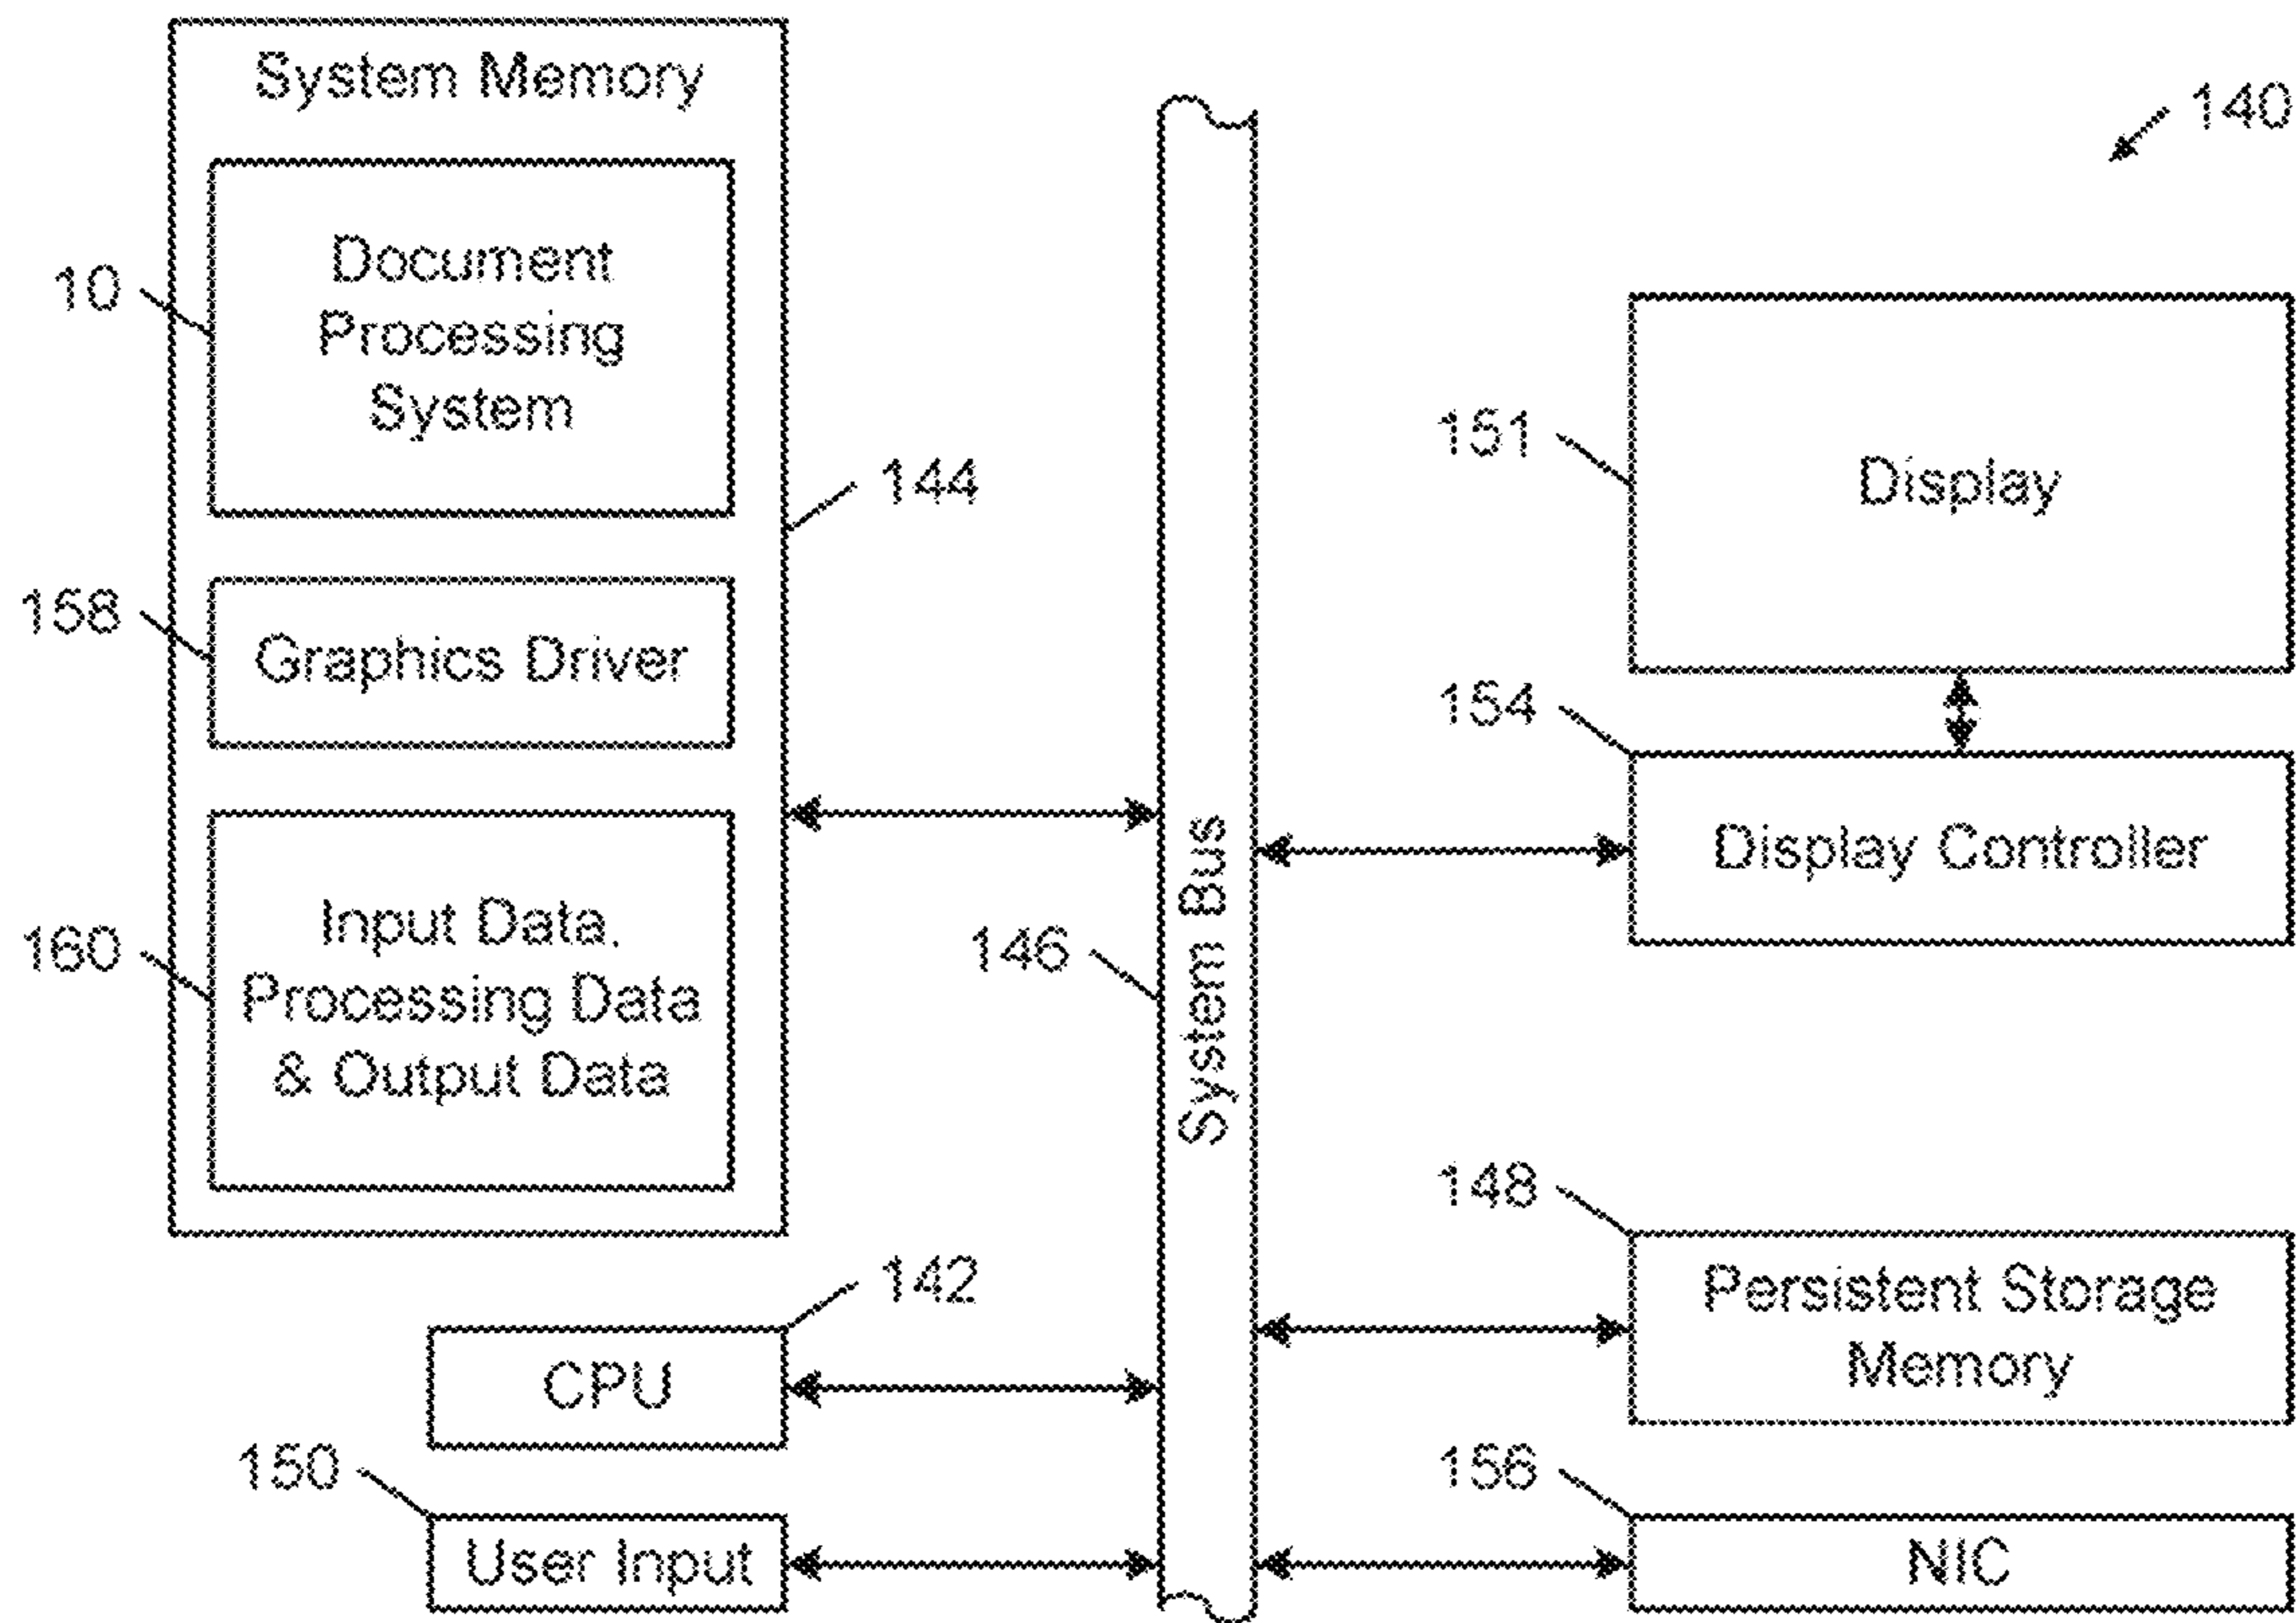 System Memory
140
10
Document
Processing
System
144
158
Graphics Driver
160
Input Data,
Processing Data
& Output Data
146
System Bus
151
Display
154
Display Controller
142
CPU
150
User Input
148
Persistent Storage
Memory
156
NIC